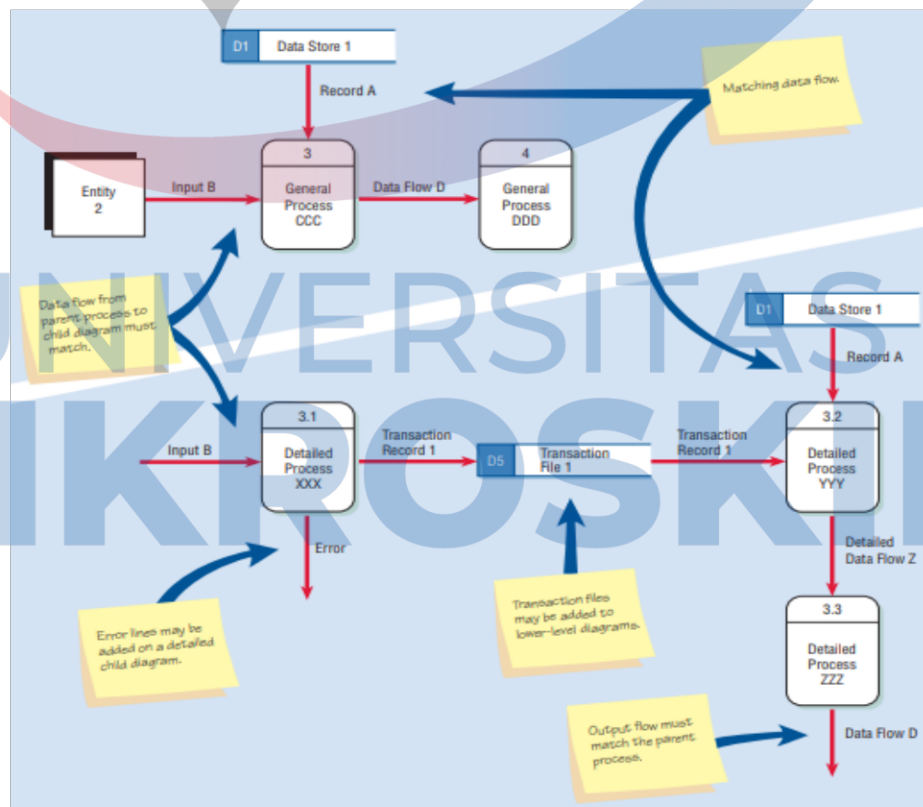 D1 Data Store 1
Record A
Matching data flow.
3
General
Process
CCC
4
General
Process
DDD
Entity
2
Input B
Data Flow D
Data flow from
parent process to
child diagram must
match.
UNIVERSITAS
MIKROSKIL
D1 Data Store 1
Record A
3.1
Detailed
Process
XXX
Input B
Transaction
Record 1
D5 Transaction
File 1
Transaction
Record 1
3.2
Detailed
Process
YYY
Error
Detailed
Data Flow Z
Error lines may be
added on a detailed
child diagram.
Transaction files
may be added to
lower-level diagrams.
3.3
Detailed
Process
ZZZ
Output flow must
match the parent
process.
Data Flow D